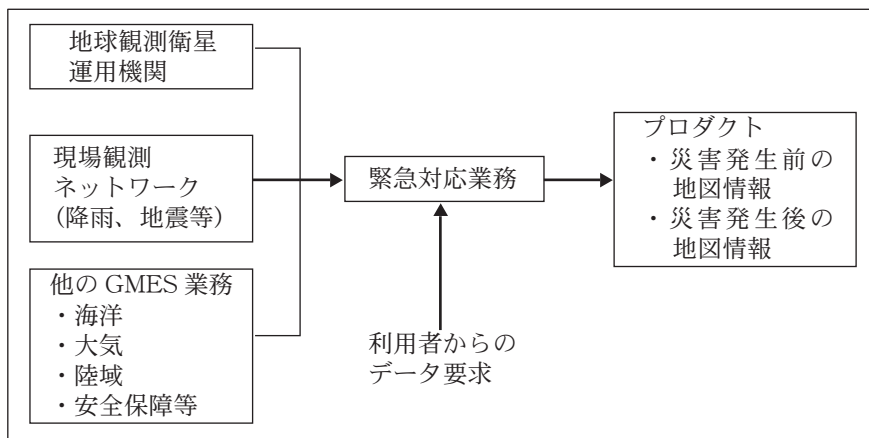 地球観測衛星
運用機関
現場観測
ネットワーク
(降雨、地震等)
他の GMES 業務
・海洋
・大気
・陸域
・安全保障等
緊急対応業務
利用者からの
データ要求
プロダクト
・災害発生前の
地図情報
・災害発生後の
地図情報